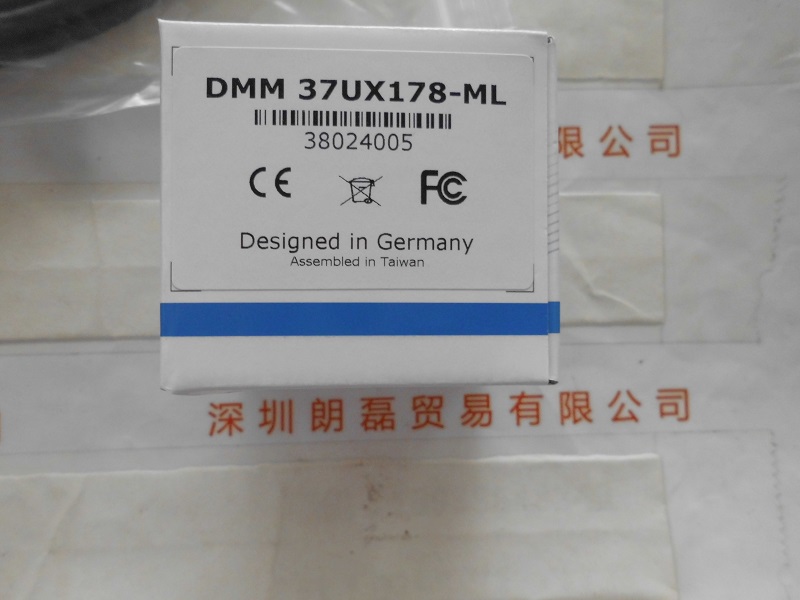 DMM 37UX178-ML
38024005
CE
FC
Designed in Germany
Assembled in Taiwan
限公司
深圳朗磊贸易有限公司